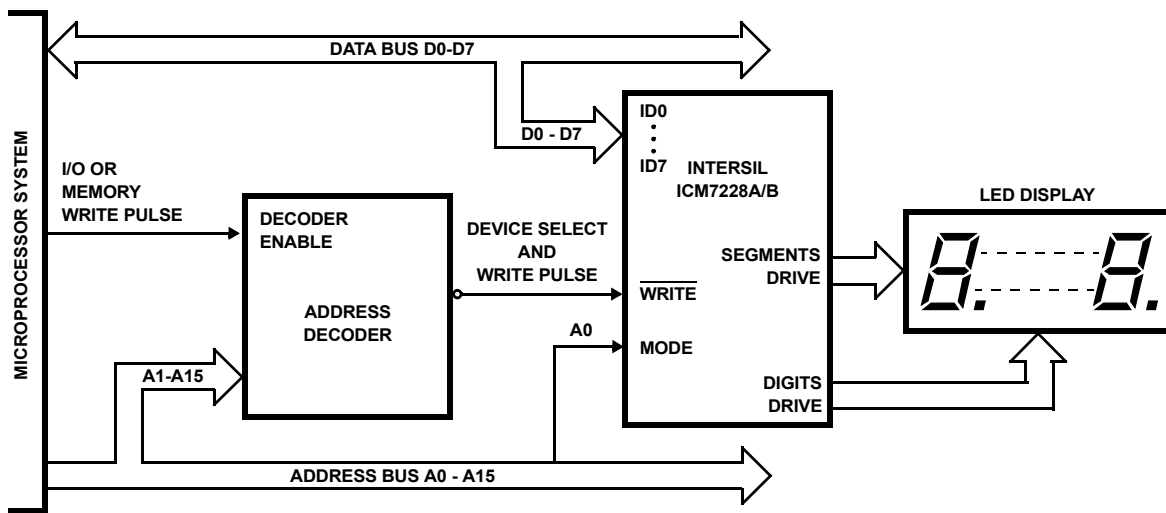 MICROPROCESSOR SYSTEM
DATA BUS D0-D7
D0 - D7
I/O OR
MEMORY
WRITE PULSE
DECODER
ENABLE
ADDRESS
DECODER
A1-A15
DEVICE SELECT
AND
WRITE PULSE
A0
ID0
ID7
INTERSIL
ICM7228A/B
SEGMENTS
DRIVE
WRITE
MODE
DIGITS
DRIVE
LED DISPLAY
8. 8.
ADDRESS BUS A0 - A15